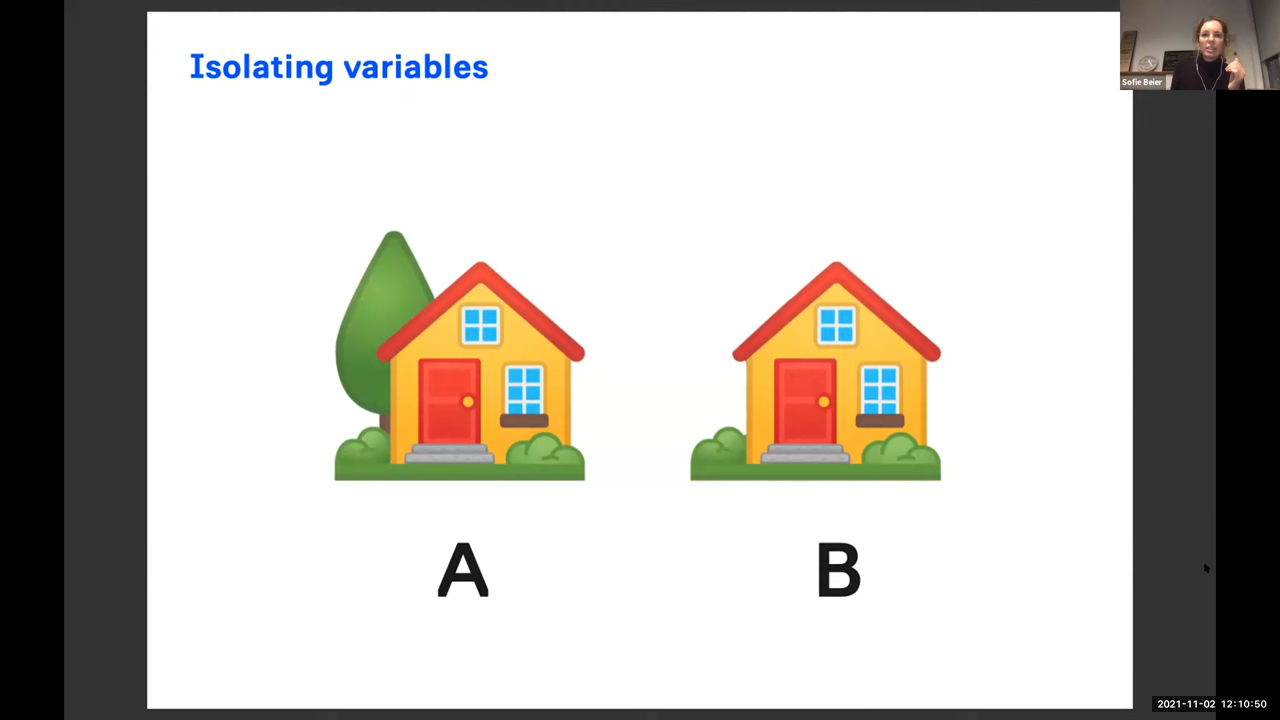 Isolating variables
Sofie Beier
A
B
2021-11-02 12:10:50